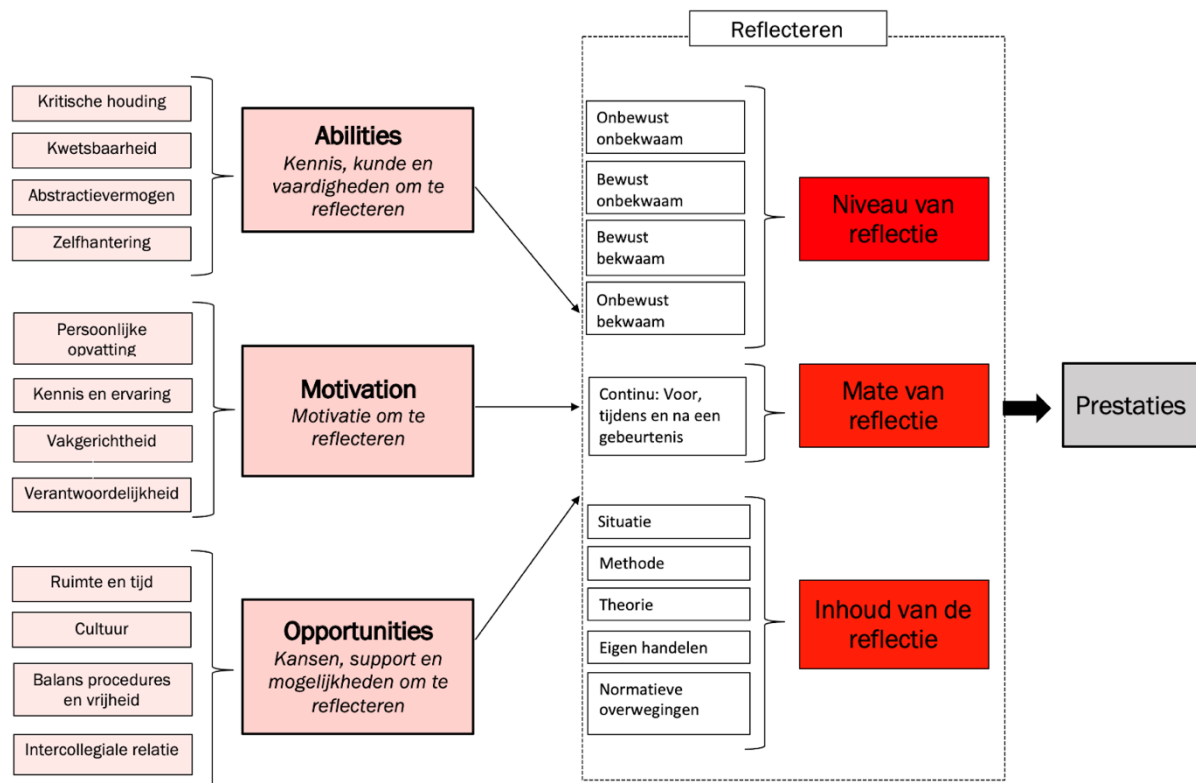 Reflecteren
Kritische houding
Kwetsbaarheid
Abstractievermogen
Zelfhantering
Abilities
Kennis, kunde en
vaardigheden om te
reflecteren
Persoonlijke
opvatting
Kennis en ervaring
Vakgerichtheid
Verantwoordelijkheid
Motivation
Motivatie om te
reflecteren
Ruimte en tijd
Cultuur
Balans procedures
en vrijheid
Intercollegiale relatie
Opportunities
Kansen, support en
mogelijkheden om te
reflecteren
Onbewust
onbekwaam
Bewust
onbekwaam
Bewust
bekwaam
Onbewust
bekwaam
Niveau van
reflectie
Continu: Voor,
tijdens en na een
gebeurtenis
Mate van
reflectie
Situatie
Methode
Theorie
Eigen handelen
Normatieve
overwegingen
Inhoud van de
reflectie
Prestaties